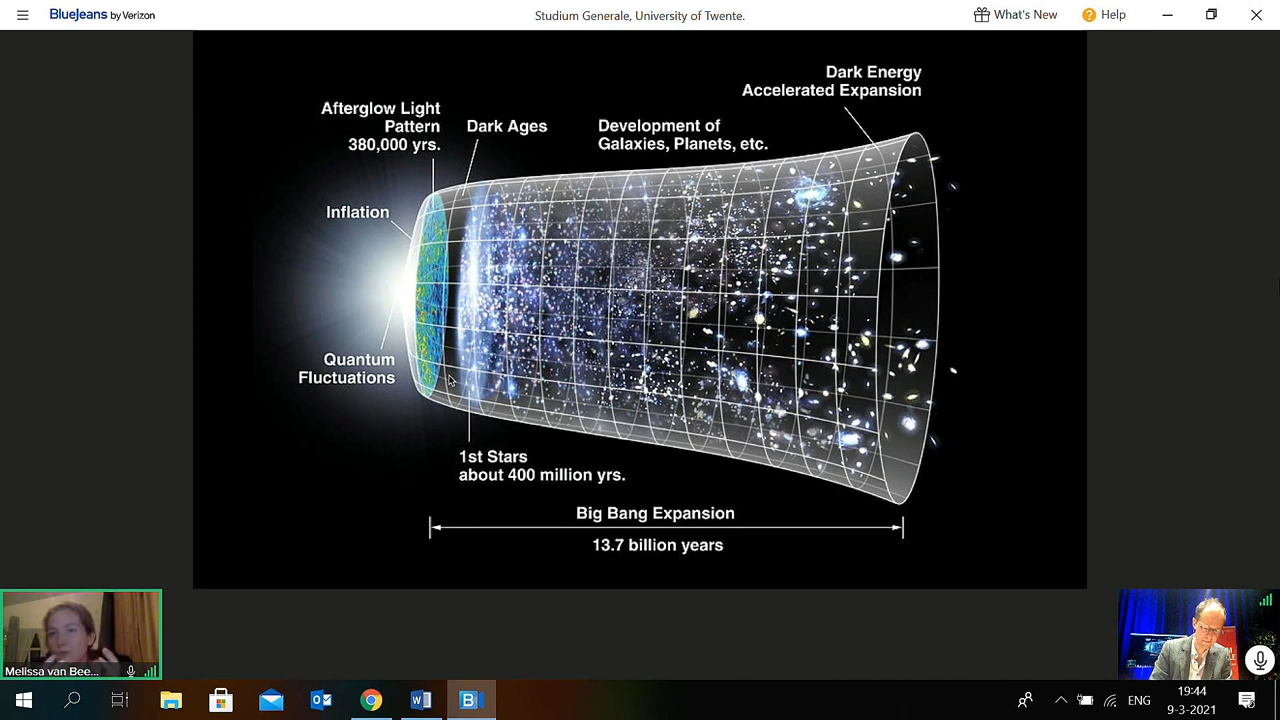 BlueJeans by Verizon
Studium Generale, University of Twente.
What's New
Help
Dark Energy
Accelerated Expansion
Afterglow Light
Pattern
380,000 yrs.
Dark Ages
Development of
Galaxies, Planets, etc.
Inflation
Quantum
Fluctuations
1st Stars
about 400 million yrs.
Big Bang Expansion
13.7 billion years
Melissa van Bee...
ENG
19:44
9-3-2021